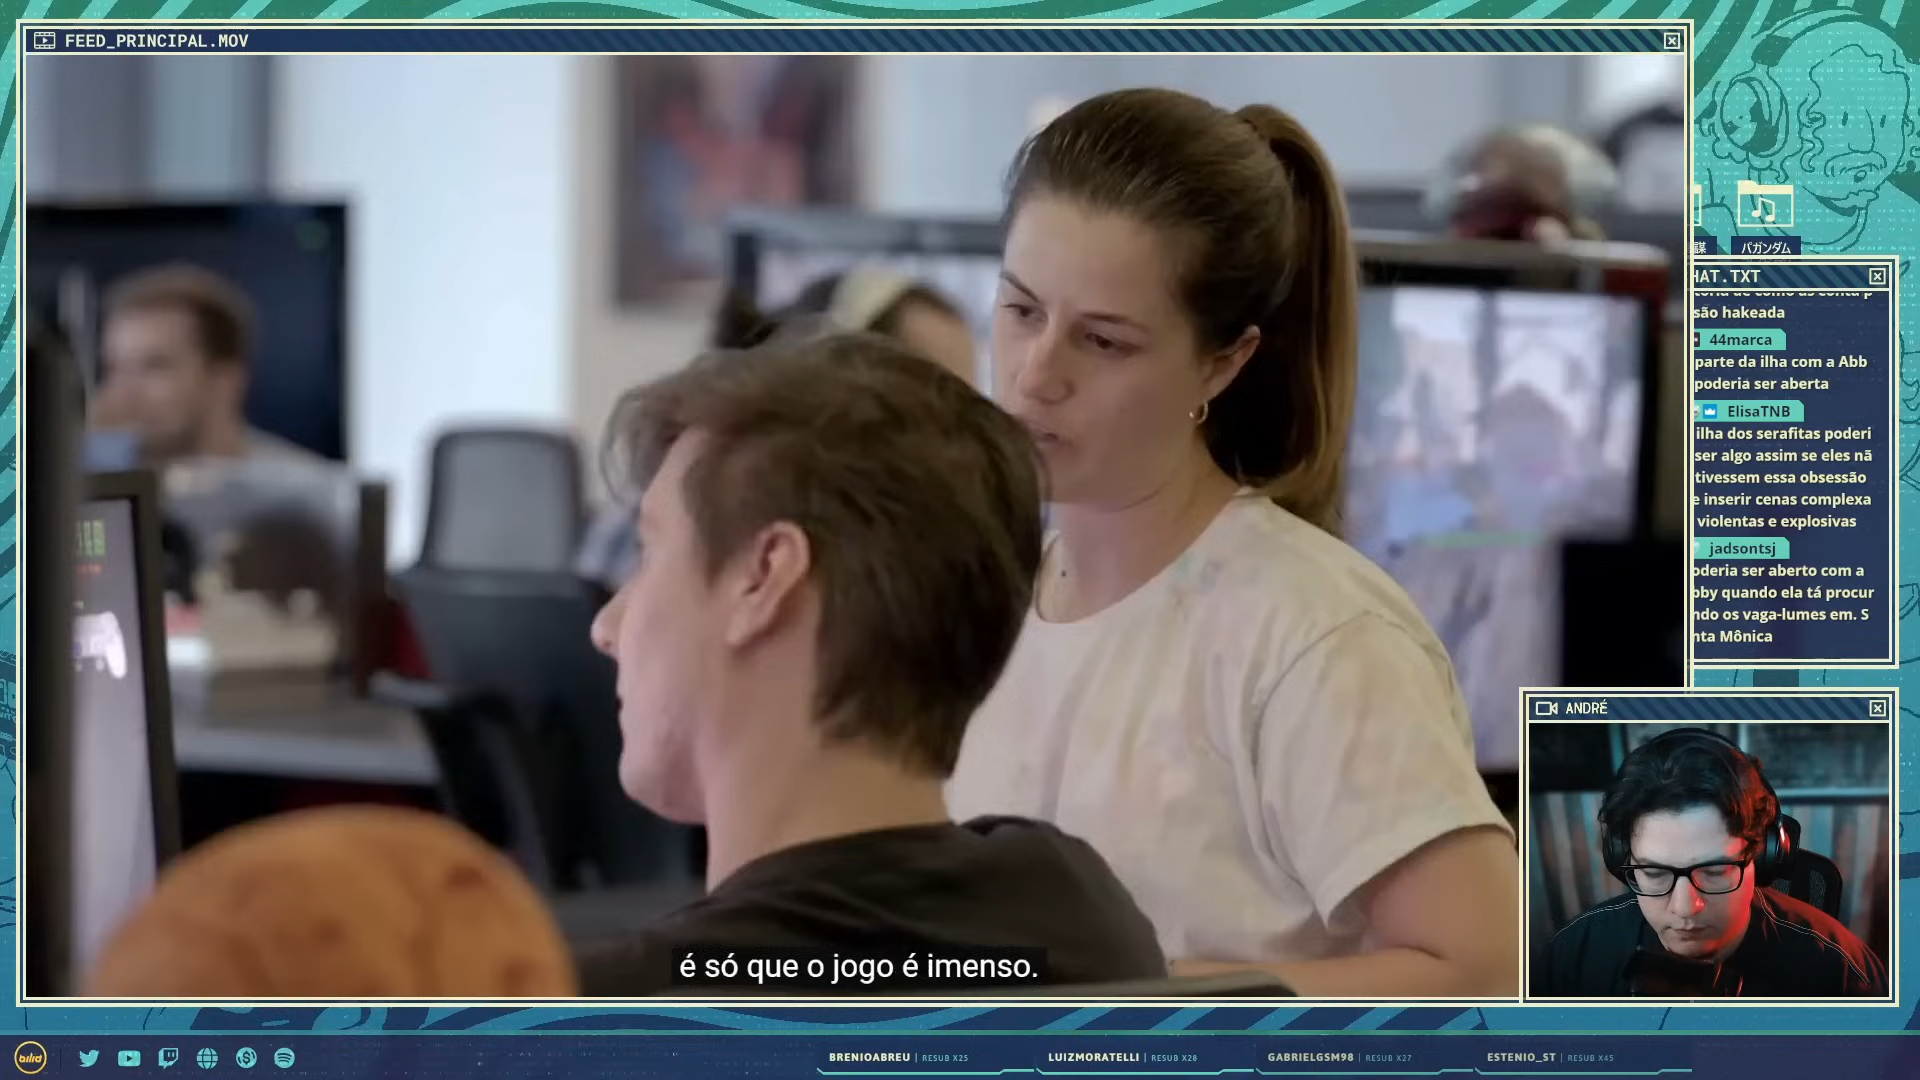 FEED_PRINCIPAL.MOV
パガンダム
HAT.TXT
são hakeada
44marca
parte da ilha com a Abb
poderia ser aberta
ElisaTNB
ilha dos serafitas poderi
ser algo assim se eles nã
tivessem essa obsessão
e inserir cenas complexa
violentas e explosivas
jadsontsj
oderia ser aberto com a
bby quando ela tá procur
ndo os vaga-lumes em. S
nta Mônica
ANDRÉ
é só que o jogo é imenso.
BRENIOABREU | RESUB X25
LUIZMORATELLI | RESUB X28
GABRIELGSM98 | RESUB X27
ESTENIO_ST | RESUB X45